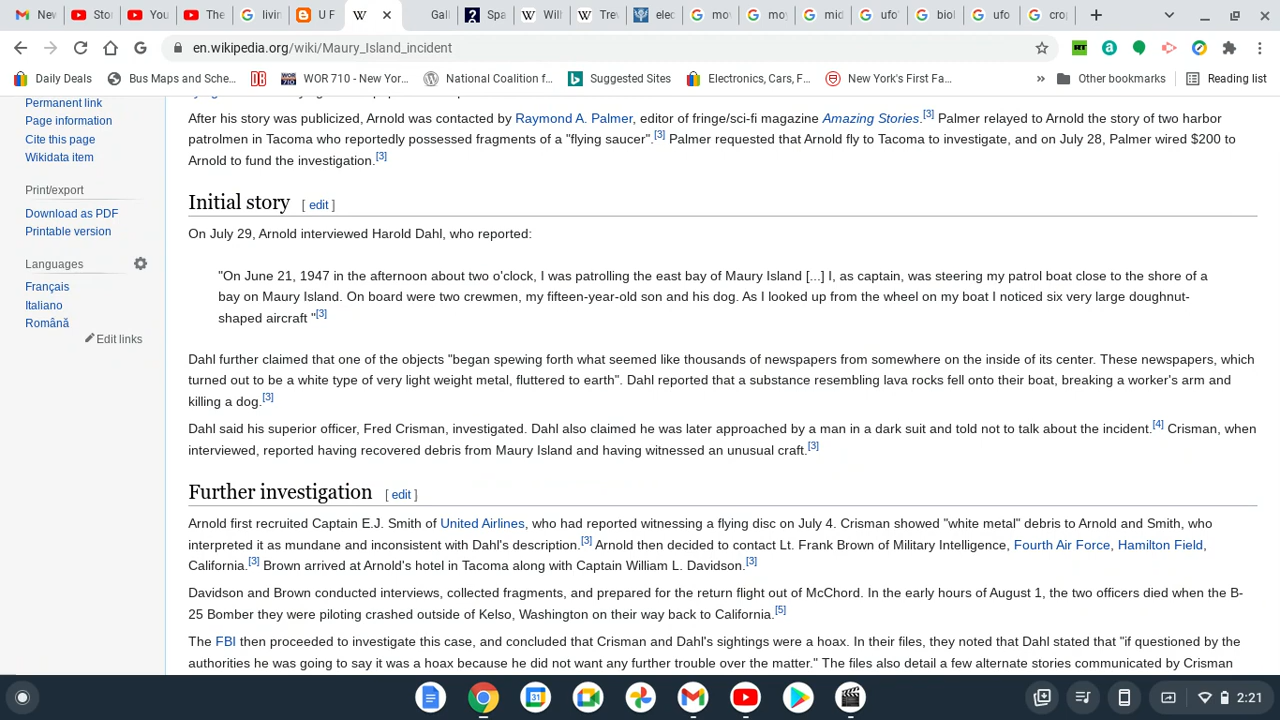 New
Stor
You
The
livin
U F
W
Gall
Spa
Will
Trev
elec
mov
moy
mid
ufo'
biol
ufo
crop
en.wikipedia.org/wiki/Maury_Island_incident
Daily Deals
Bus Maps and Sche...
WOR 710 - New Yor...
National Coalition f...
Suggested Sites
Electronics, Cars, F...
New York's First Fa...
»
Other bookmarks
Reading list
Permanent link
Page information
Cite this page
Wikidata item
Print/export
Download as PDF
Printable version
Languages
Français
Italiano
Română
Edit links
After his story was publicized, Arnold was contacted by Raymond A. Palmer, editor of fringe/sci-fi magazine Amazing Stories.[3] Palmer relayed to Arnold the story of two harbor
patrolmen in Tacoma who reportedly possessed fragments of a "flying saucer".[3] Palmer requested that Arnold fly to Tacoma to investigate, and on July 28, Palmer wired $200 to
Arnold to fund the investigation.[3]
Initial story [ edit ]
On July 29, Arnold interviewed Harold Dahl, who reported:
"On June 21, 1947 in the afternoon about two o'clock, I was patrolling the east bay of Maury Island [...] I, as captain, was steering my patrol boat close to the shore of a
bay on Maury Island. On board were two crewmen, my fifteen-year-old son and his dog. As I looked up from the wheel on my boat I noticed six very large doughnut-
shaped aircraft "[3]
Dahl further claimed that one of the objects "began spewing forth what seemed like thousands of newspapers from somewhere on the inside of its center. These newspapers, which
turned out to be a white type of very light weight metal, fluttered to earth". Dahl reported that a substance resembling lava rocks fell onto their boat, breaking a worker's arm and
killing a dog.[3]
Dahl said his superior officer, Fred Crisman, investigated. Dahl also claimed he was later approached by a man in a dark suit and told not to talk about the incident.[4] Crisman, when
interviewed, reported having recovered debris from Maury Island and having witnessed an unusual craft.[3]
Further investigation [ edit ]
Arnold first recruited Captain E.J. Smith of United Airlines, who had reported witnessing a flying disc on July 4. Crisman showed "white metal" debris to Arnold and Smith, who
interpreted it as mundane and inconsistent with Dahl's description.[3] Arnold then decided to contact Lt. Frank Brown of Military Intelligence, Fourth Air Force, Hamilton Field,
California.[3] Brown arrived at Arnold's hotel in Tacoma along with Captain William L. Davidson.[3]
Davidson and Brown conducted interviews, collected fragments, and prepared for the return flight out of McChord. In the early hours of August 1, the two officers died when the B-
25 Bomber they were piloting crashed outside of Kelso, Washington on their way back to California.[5]
The FBI then proceeded to investigate this case, and concluded that Crisman and Dahl's sightings were a hoax. In their files, they noted that Dahl stated that "if questioned by the
authorities he was going to say it was a hoax because he did not want any further trouble over the matter." The files also detail a few alternate stories communicated by Crisman
2:21